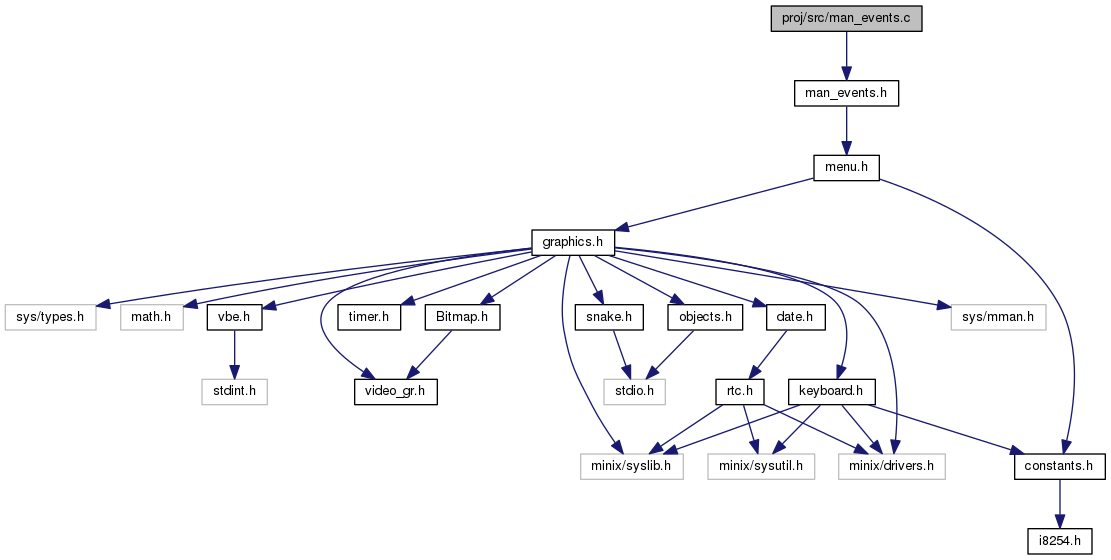 proj/src/man_events.c
man_events.h
menu.h
graphics.h
sys/types.h
math.h
vbe.h
timer.h
Bitmap.h
snake.h
objects.h
date.h
sys/mman.h
stdint.h
video_gr.h
stdio.h
rtc.h
keyboard.h
minix/syslib.h
minix/sysutil.h
minix/drivers.h
constants.h
i8254.h